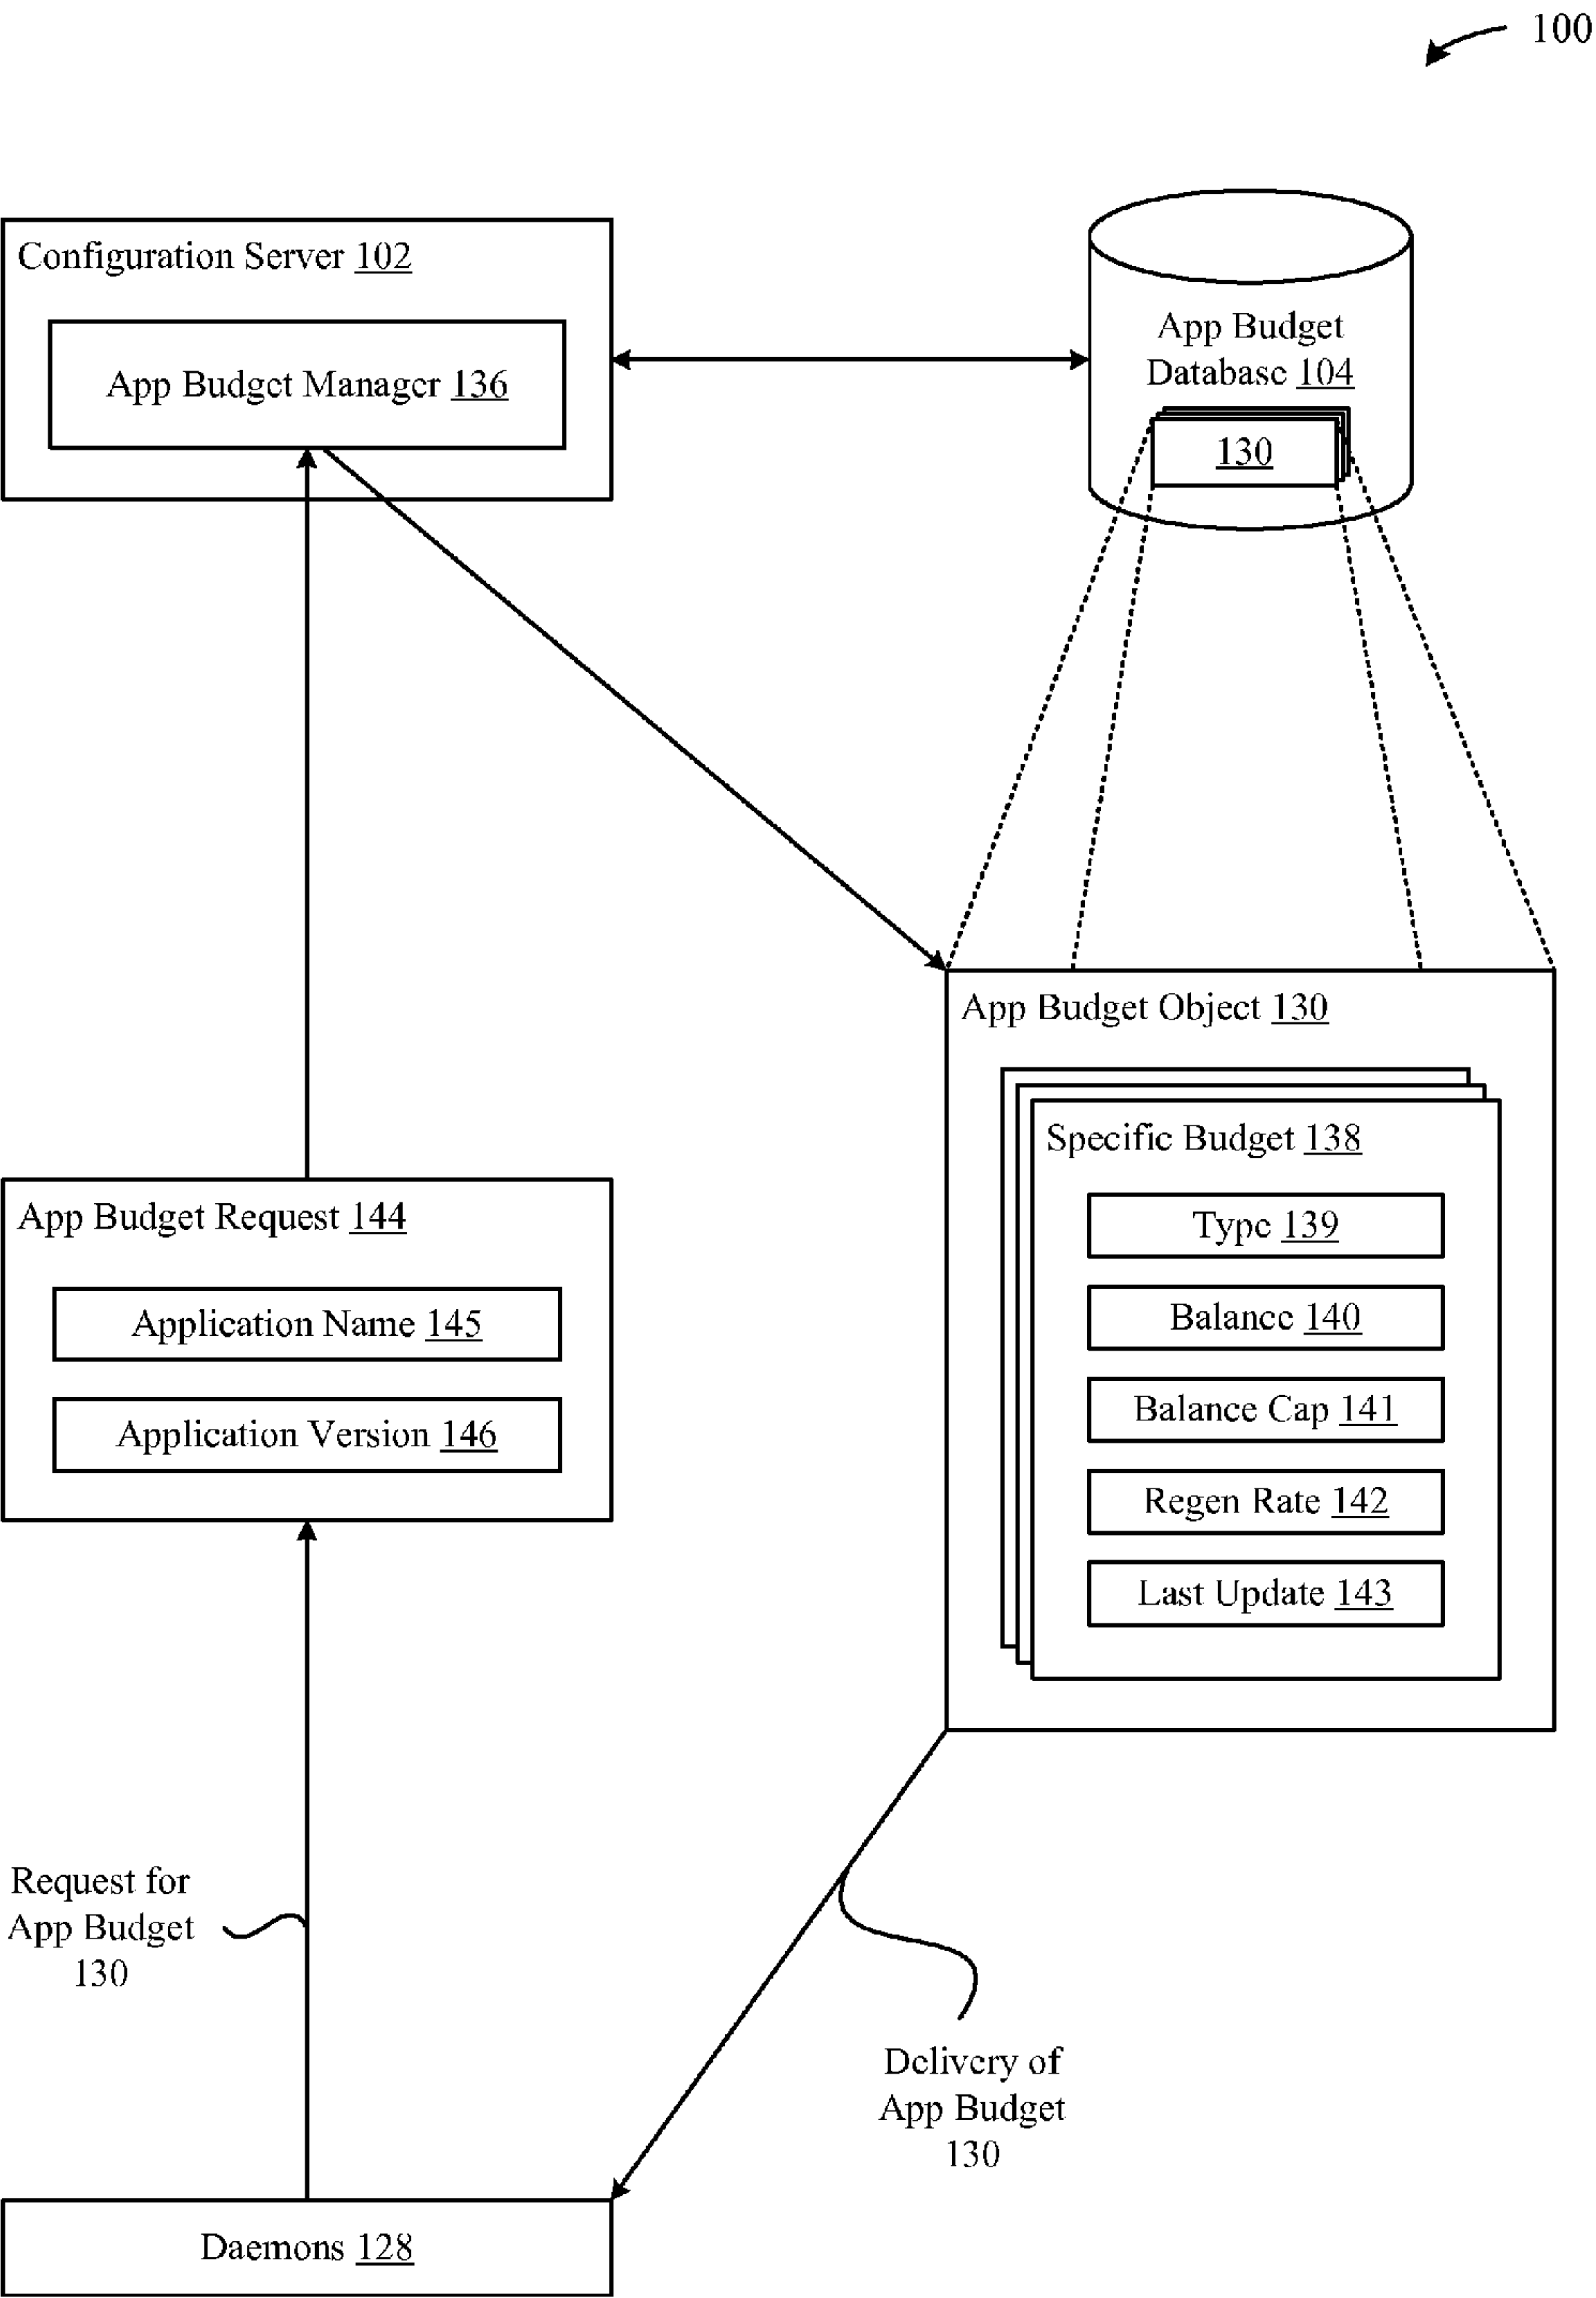 100
Configuration Server 102
App Budget Manager 136
App Budget
Database 104
130
App Budget Object 130
Specific Budget 138
Type 139
Balance 140
Balance Cap 141
Regen Rate 142
Last Update 143
App Budget Request 144
Application Name 145
Application Version 146
Request for
App Budget
130
Delivery of
App Budget
130
Daemons 128